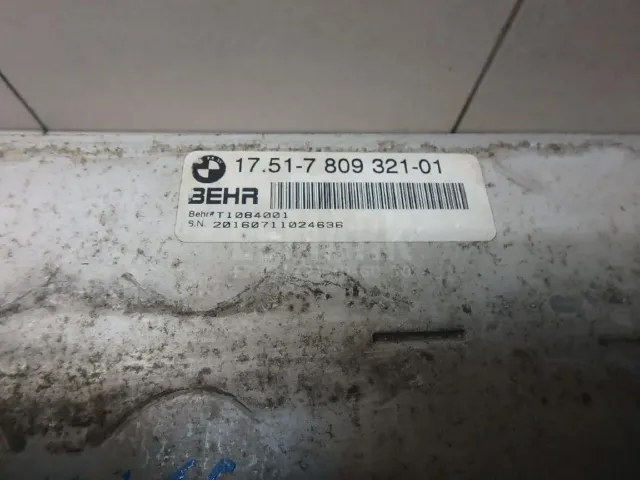 17.51-7 809 321-01
BEHR
Behr# T1084001
S.N. 20160711024636